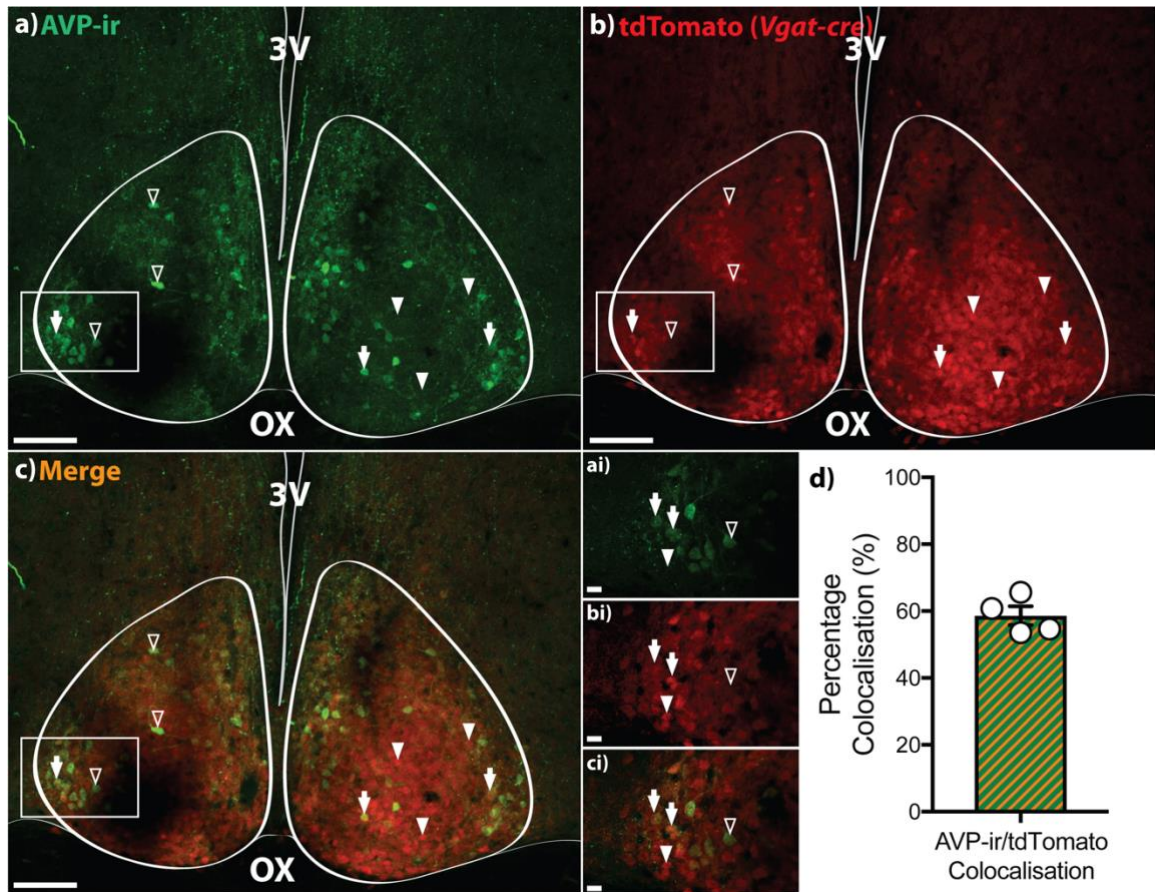 a) AVP-ir
3V
OX
b) tdTomato (Vgat-cre)
3V
OX
c) Merge
3V
OX
ai)
bi)
ci)
d)
Percentage
Colocalisation (%)
100
80
60
40
20
0
AVP-ir/tdTomato
Colocalisation